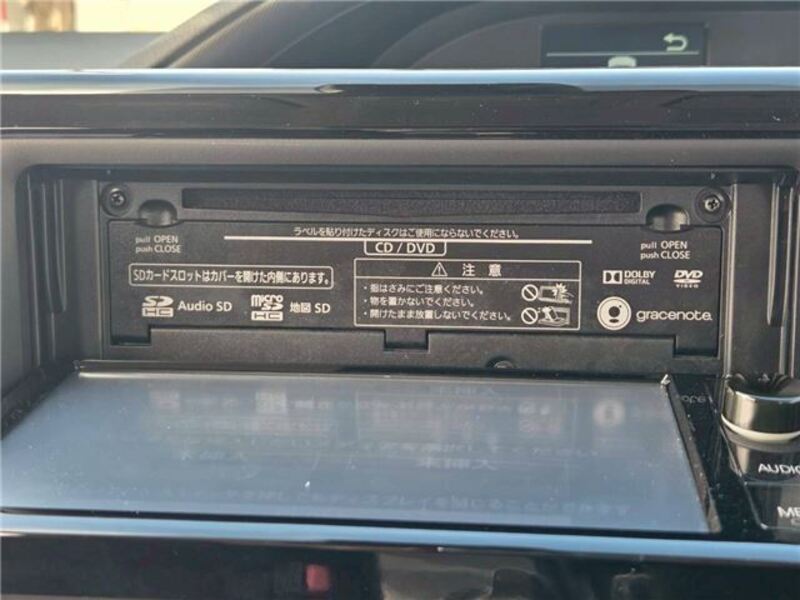 ラベルを貼り付けたディスクはご使用にならないでください。
CD / DVD
pull OPEN
push CLOSE
pull OPEN
push CLOSE
SDカードスロットはカバーを開けた内側にあります。
注 意
・指はさみにご注意ください。
・物を置かないでください。
・開けたまま放置しないでください。
DOLBY
DIGITAL
DVD
VIDEO
SD
HC
Audio SD
micro
SD
HC
地図 SD
gracenote.
AUDIO